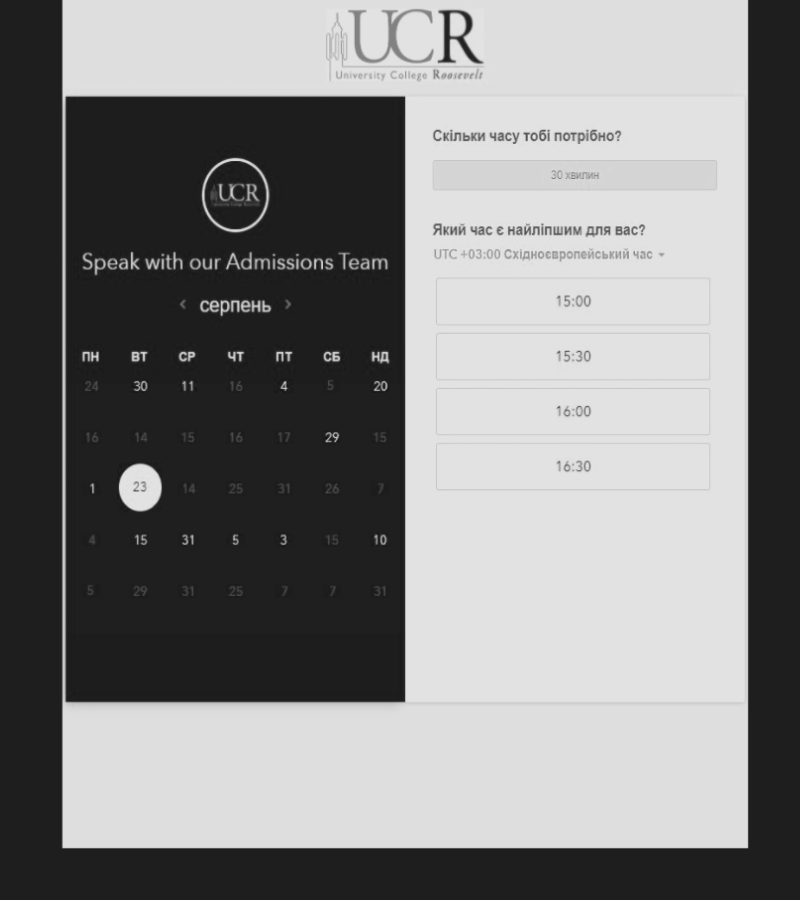 UCR
University College Roosevelt
UCR
Speak with our Admissions Team
< серпень >
ПН ВТ СР ЧТ ПТ СБ НД
24 30 11 16 4 5 20
16 14 15 16 17 29 15
1 23 14 25 31 26 7
4 15 31 5 3 15 10
5 29 31 25 7 7 31
Скільки часу тобі потрібно?
30 хвилин
Який час є найліпшим для вас?
UTC +03:00 Східноєвропейський час
15:00
15:30
16:00
16:30